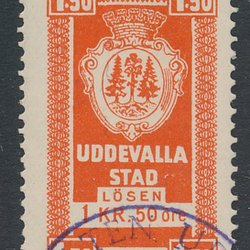 1.50 1.50
UDDEVALLA
STAD
LÖSEN
1 KR. 50 ÖRE